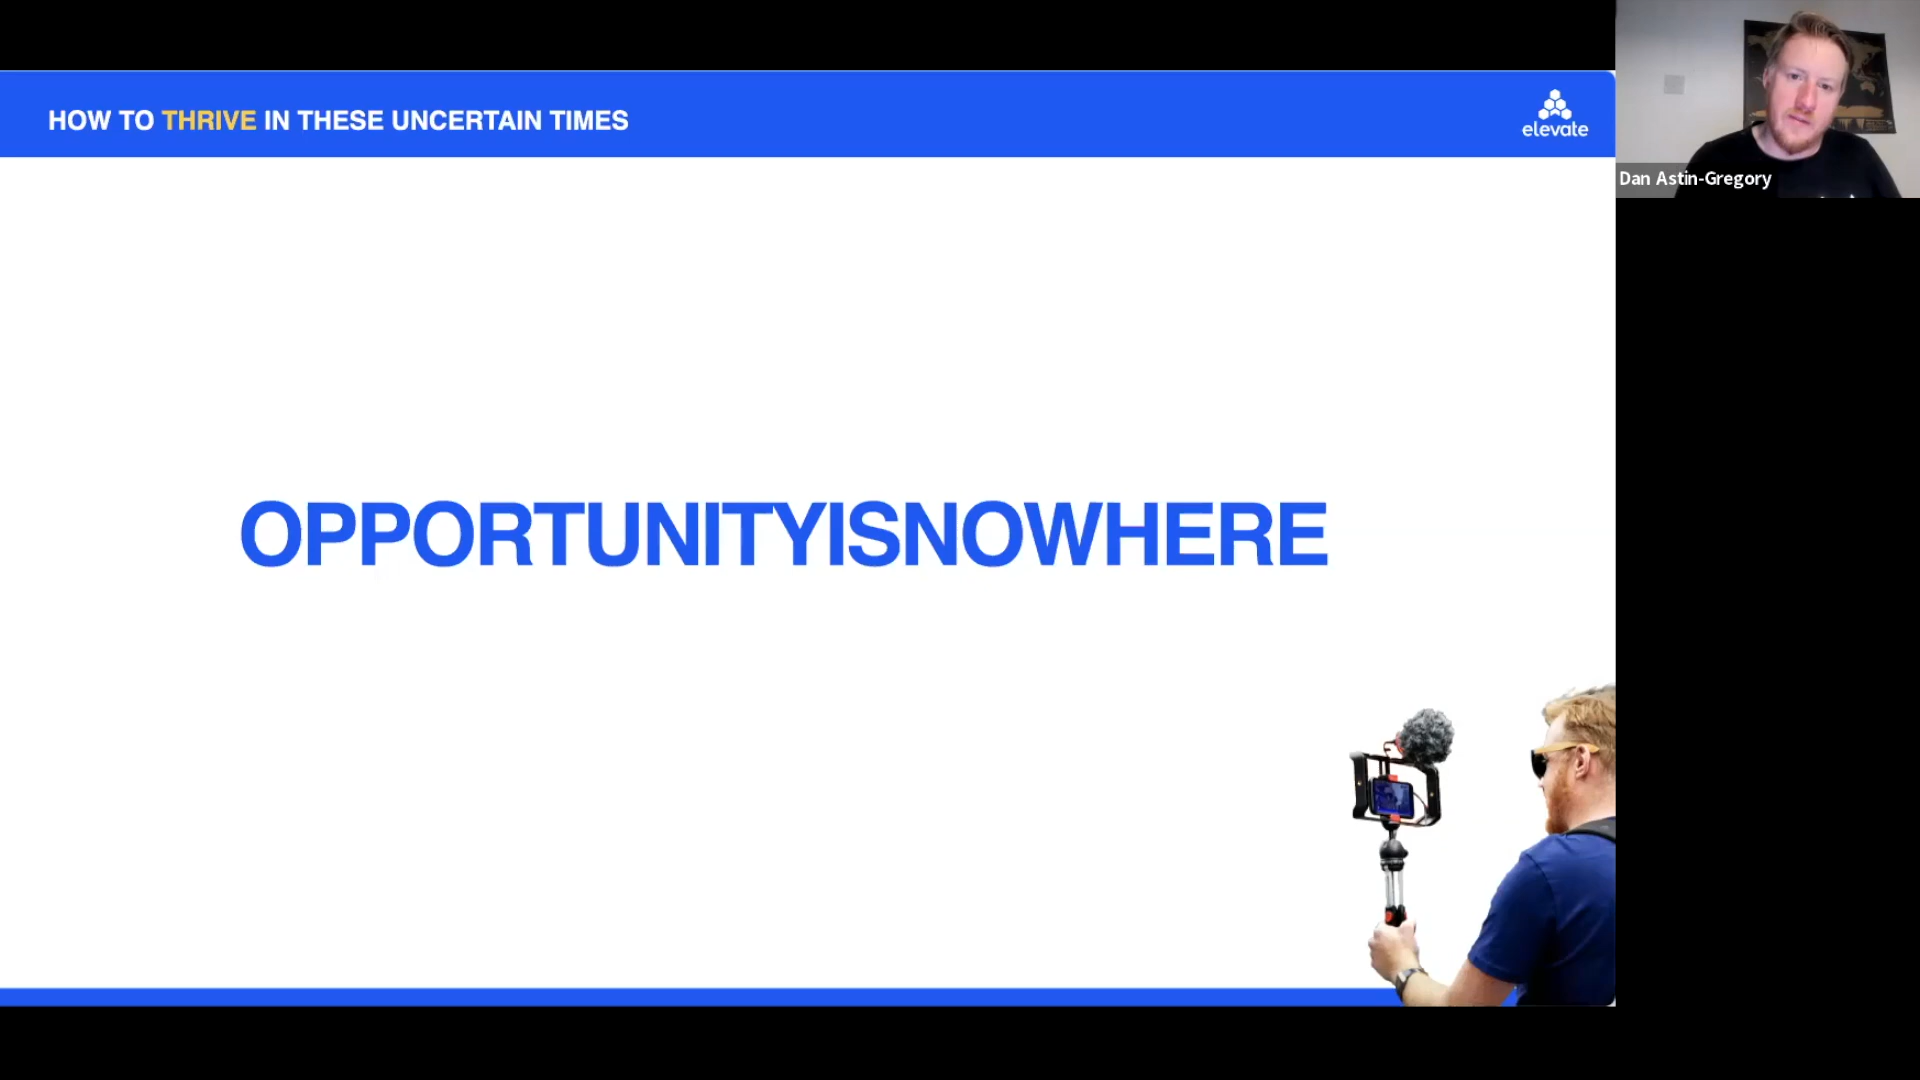 HOW TO THRIVE IN THESE UNCERTAIN TIMES
elevate
Dan Astin-Gregory
OPPORTUNITYISNOWHERE